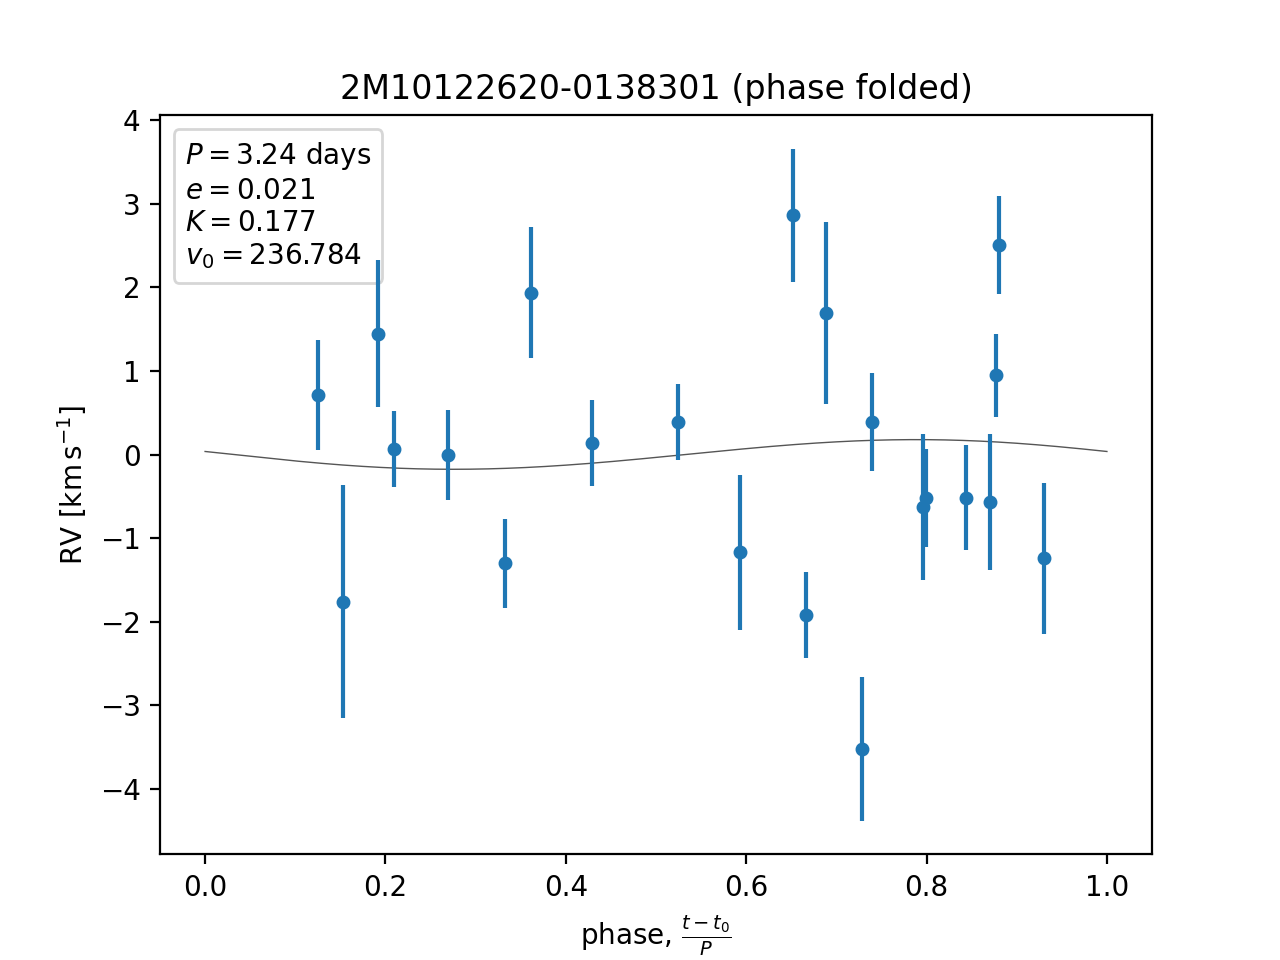 2M10122620-0138301 (phase folded)
P = 3.24 days
e = 0.021
K = 0.177
v₀ = 236.784
4
3
2
1
0
−1
−2
−3
−4
RV [km s⁻¹]
0.0 0.2 0.4 0.6 0.8 1.0
phase, (t − t₀)/P